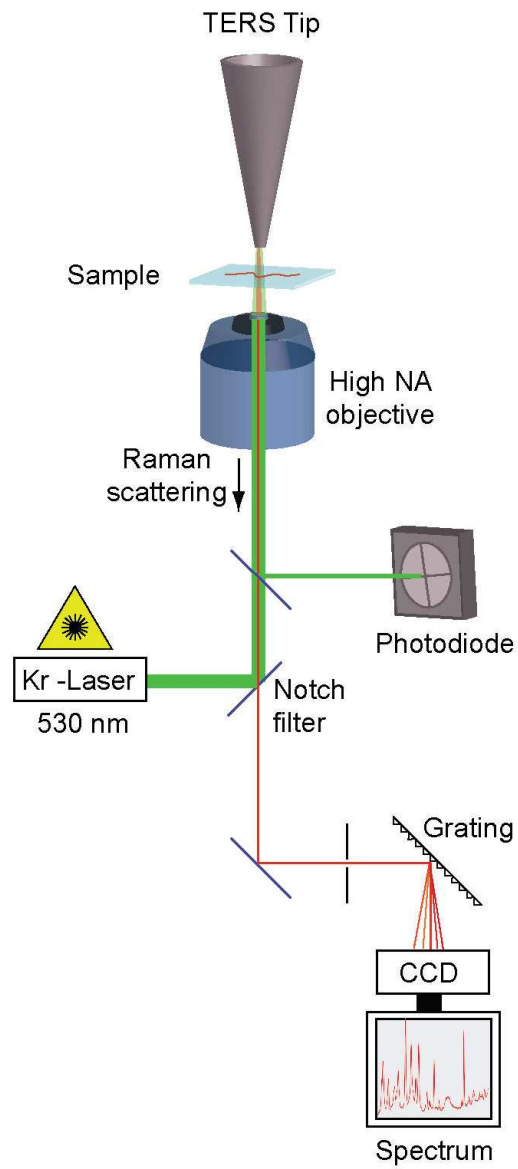 TERS Tip
Sample
High NA
objective
Raman
scattering
Photodiode
Kr -Laser
530 nm
Notch
filter
Grating
CCD
Spectrum